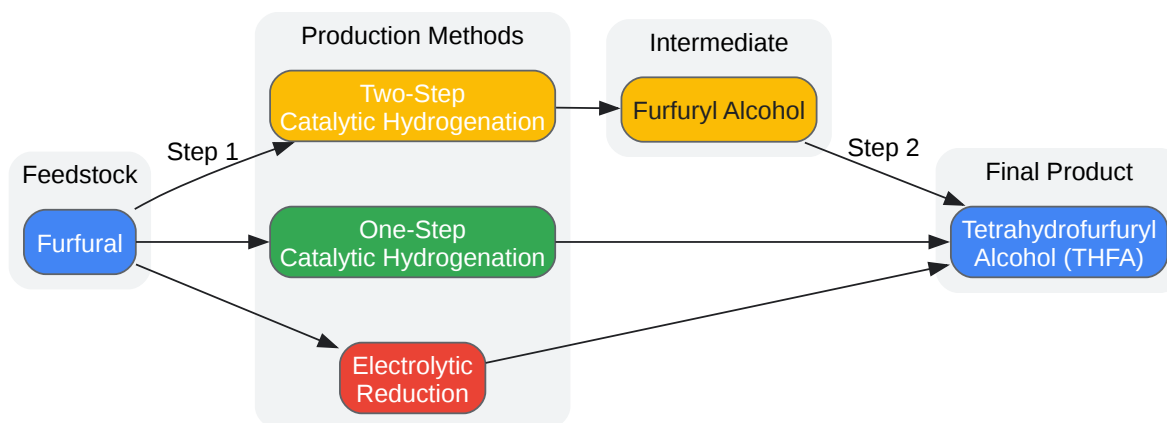 Production Methods
Intermediate
Two-Step
Catalytic Hydrogenation
Furfuryl Alcohol
Step 1
Step 2
Feedstock
Final Product
Furfural
One-Step
Catalytic Hydrogenation
Tetrahydrofurfuryl
Alcohol (THFA)
Electrolytic
Reduction